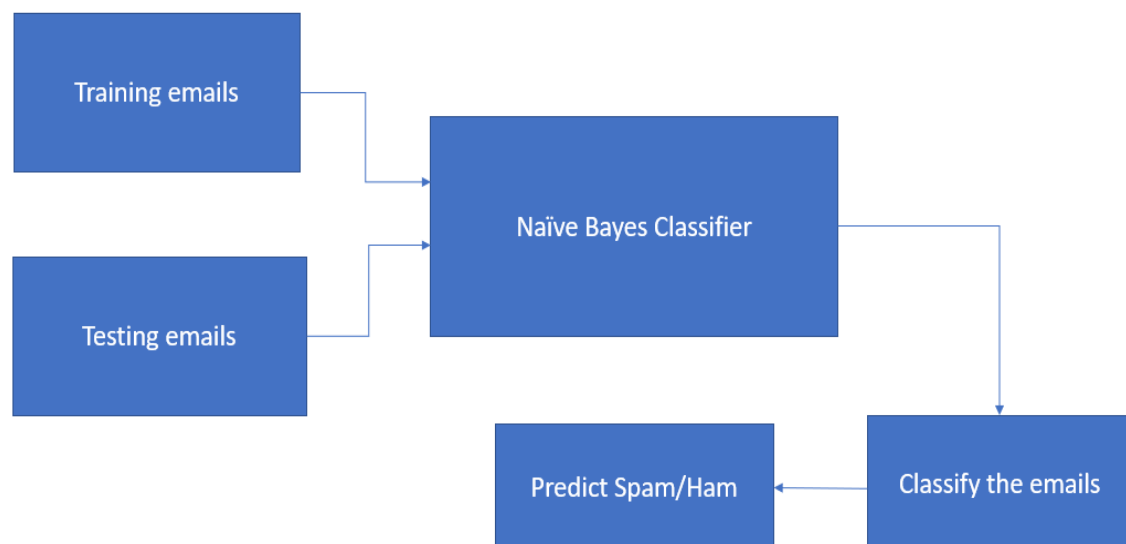 Training emails
Naïve Bayes Classifier
Testing emails
Predict Spam/Ham
Classify the emails